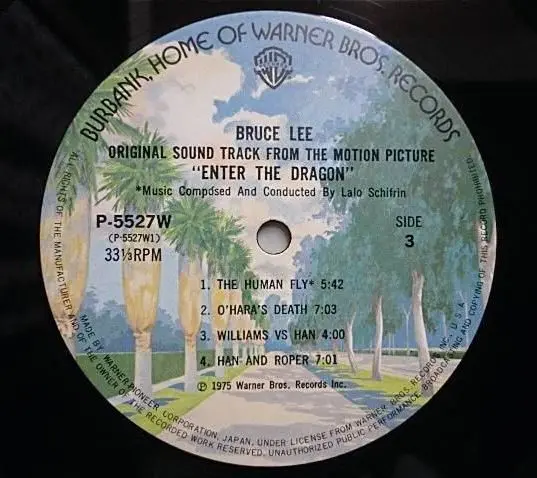 BURBANK, HOME OF WARNER BROS. RECORDS
BRUCE LEE
ORIGINAL SOUND TRACK FROM THE MOTION PICTURE
"ENTER THE DRAGON"
*Music Compdsed And Conducted By Lalo Schifrin
P-5527W
(P-5527W1)
33⅓RPM
SIDE
3
1. THE HUMAN FLY* 5:42
2. O'HARA'S DEATH 7:03
3. WILLIAMS VS HAN 4:00
4. HAN AND ROPER 7:01
Ⓟ 1975 Warner Bros. Records Inc.
MADE BY WARNER-PIONEER CORPORATION, JAPAN, UNDER LICENSE FROM WARNER BROS. RECORDS INC., U.S.A.
ALL RIGHTS OF THE MANUFACTURER AND OF THE OWNER OF THE RECORDED WORK RESERVED. UNAUTHORIZED PUBLIC PERFORMANCE, BROADCASTING AND COPYING OF THIS RECORD PROHIBITED.